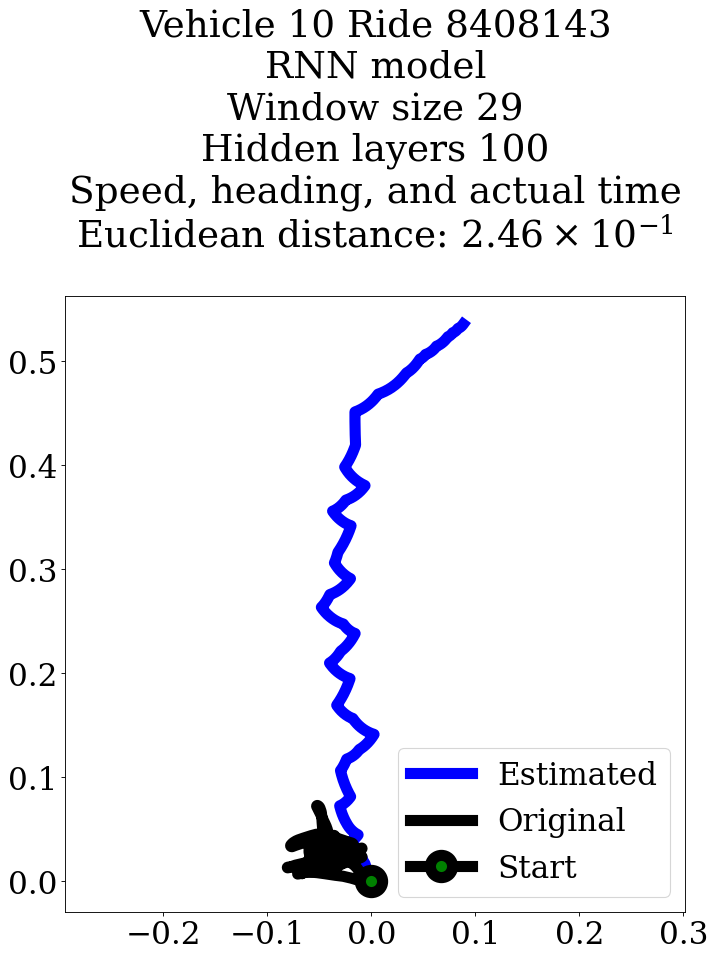 Vehicle 10 Ride 8408143
RNN model
Window size 29
Hidden layers 100
Speed, heading, and actual time
Euclidean distance: 2.46 × 10⁻¹
0.5
0.4
0.3
0.2
0.1
0.0
Estimated
Original
Start
−0.2 −0.1 0.0 0.1 0.2 0.3